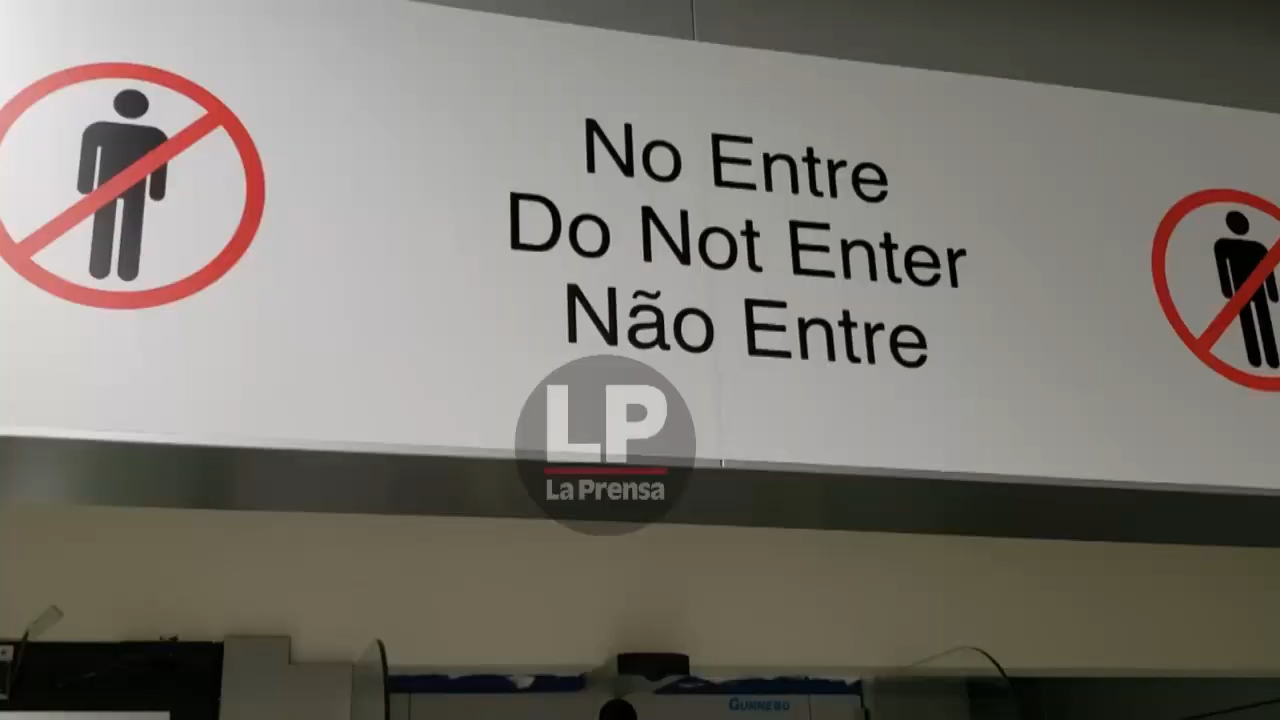 No Entre
Do Not Enter
Não Entre
LP
La Prensa
GUNNEBO